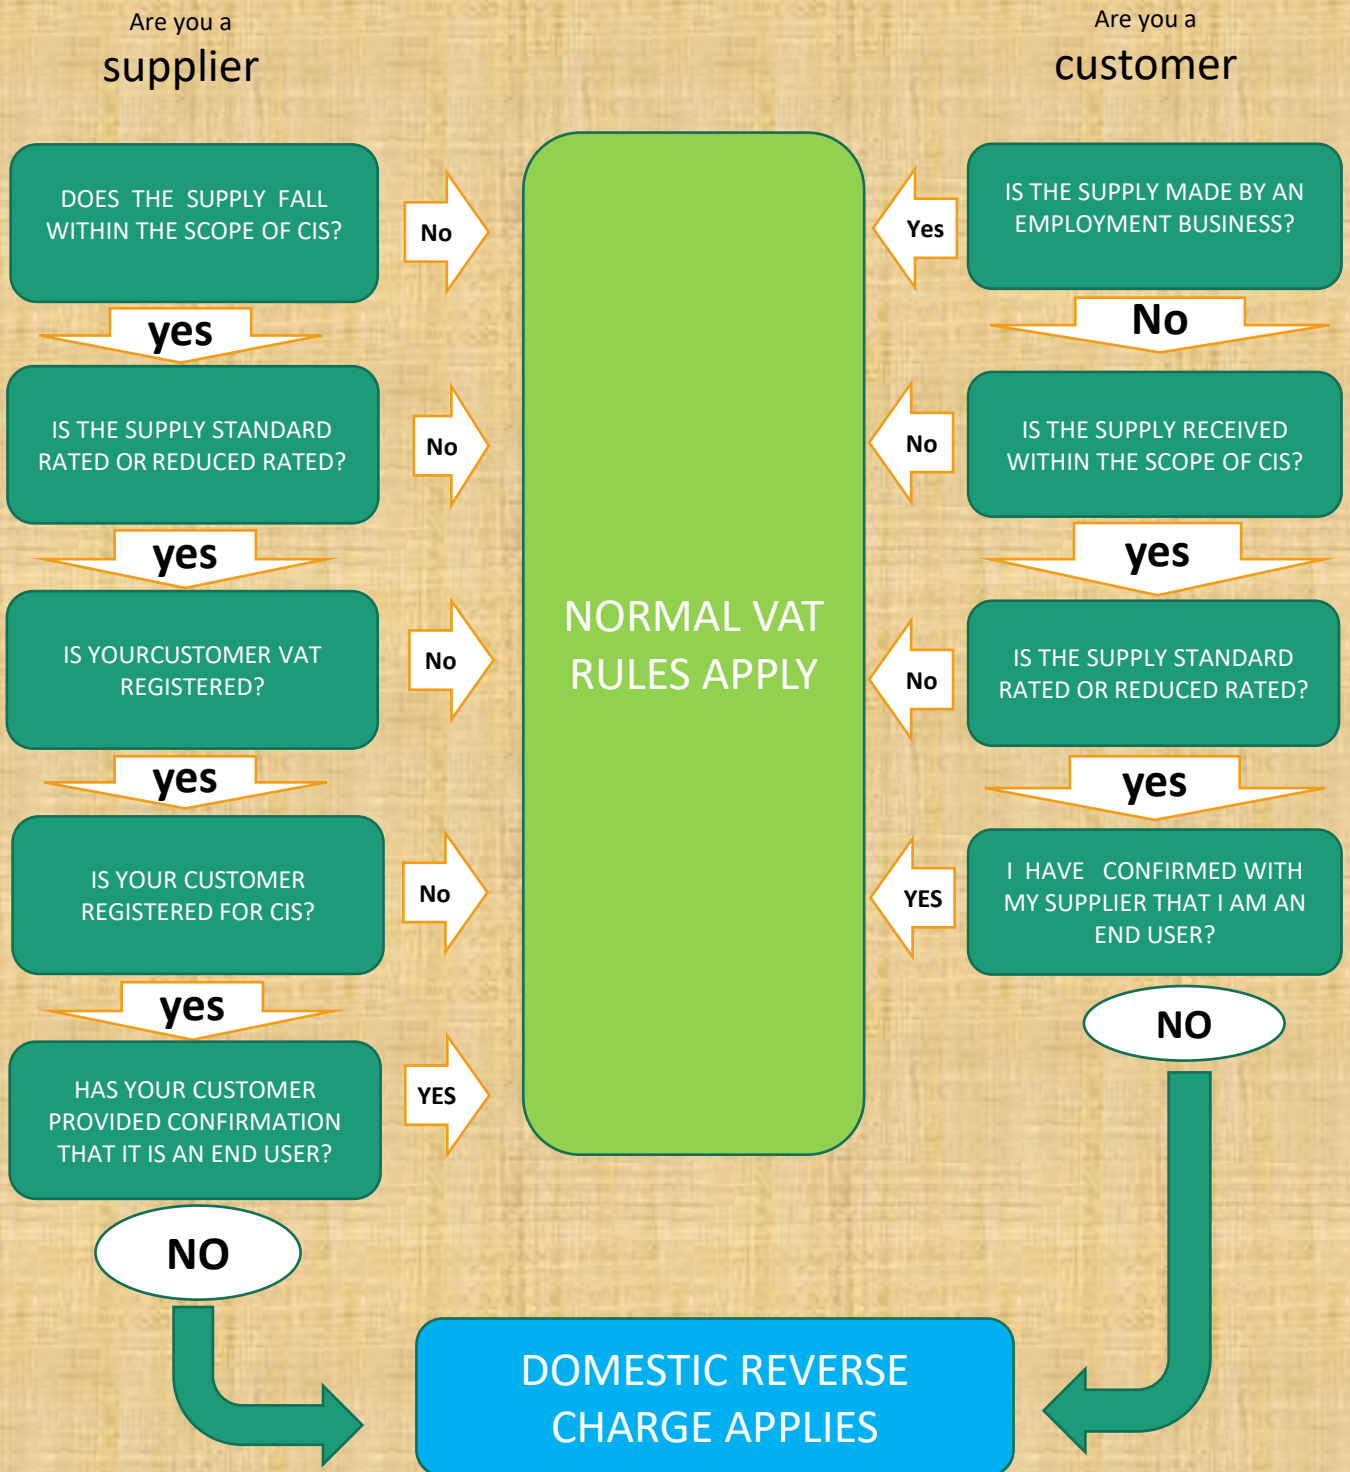 Are you a
supplier
Are you a
customer
DOES THE SUPPLY FALL
WITHIN THE SCOPE OF CIS?
No
yes
IS THE SUPPLY STANDARD
RATED OR REDUCED RATED?
No
yes
IS YOURCUSTOMER VAT
REGISTERED?
No
yes
IS YOUR CUSTOMER
REGISTERED FOR CIS?
No
yes
HAS YOUR CUSTOMER
PROVIDED CONFIRMATION
THAT IT IS AN END USER?
YES
NO
NORMAL VAT
RULES APPLY
IS THE SUPPLY MADE BY AN
EMPLOYMENT BUSINESS?
Yes
No
IS THE SUPPLY RECEIVED
WITHIN THE SCOPE OF CIS?
No
yes
IS THE SUPPLY STANDARD
RATED OR REDUCED RATED?
No
yes
I HAVE CONFIRMED WITH
MY SUPPLIER THAT I AM AN
END USER?
YES
NO
DOMESTIC REVERSE
CHARGE APPLIES